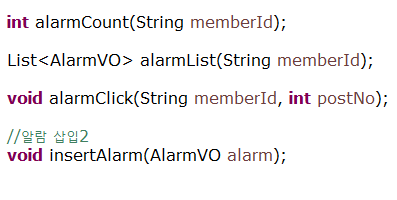 int alarmCount(String memberId);
List<AlarmVO> alarmList(String memberId);
void alarmClick(String memberId, int postNo);
//알람 삽입2
void insertAlarm(AlarmVO alarm);